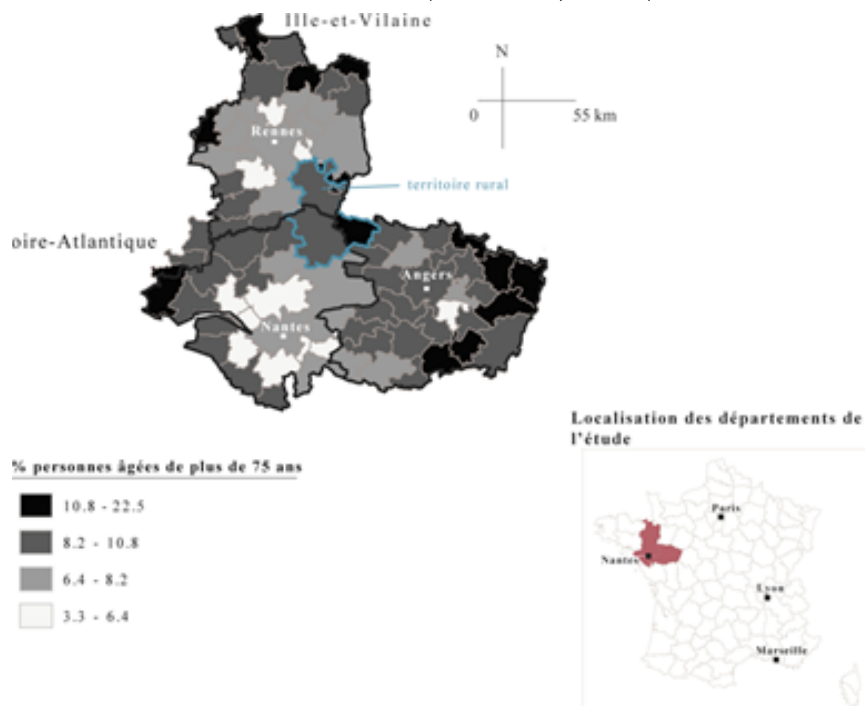 Ille-et-Vilaine
N
0 55 km
Rennes
territoire rural
oire-Atlantique
Angers
Nantes
Localisation des départements de
l'étude
% personnes âgées de plus de 75 ans
10.8 - 22.5
8.2 - 10.8
6.4 - 8.2
3.3 - 6.4
Paris
Nantes
Lyon
Marseille